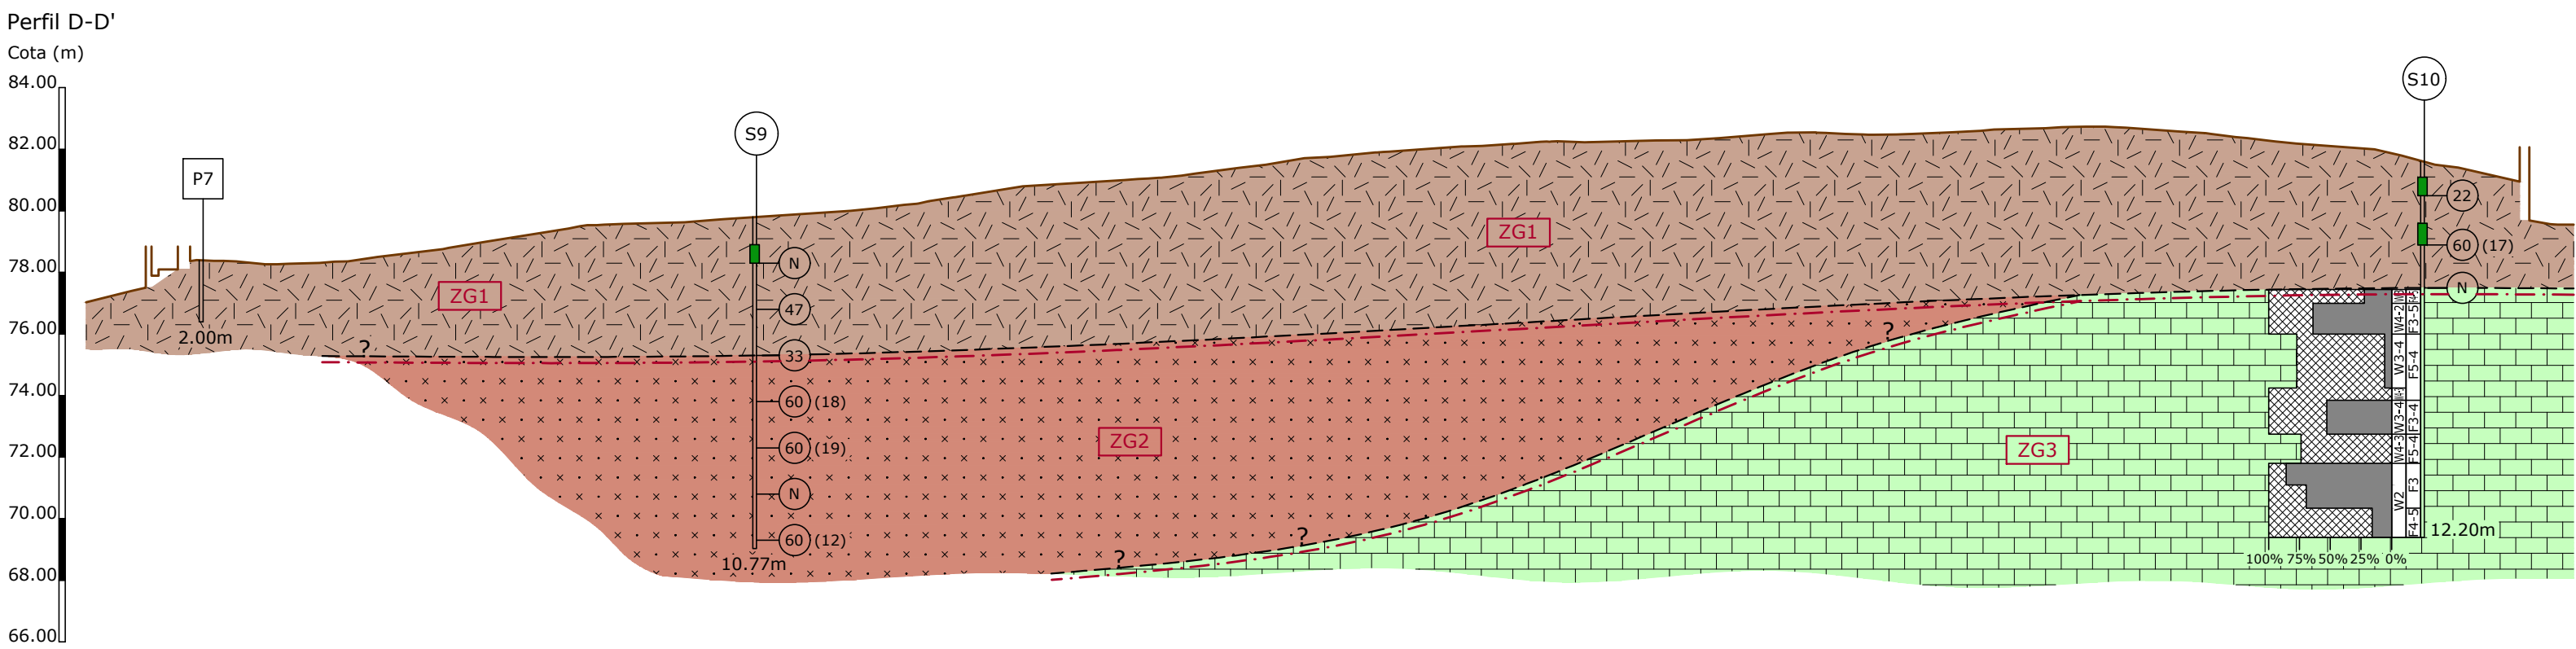 Perfil D-D'
Cota (m)
84.00
82.00
80.00
78.00
76.00
74.00
72.00
70.00
68.00
66.00
P7
2.00m
S9
N
47
33
60 (18)
60 (19)
N
60 (12)
10.77m
ZG1
ZG1
ZG2
ZG3
?
?
?
?
S10
22
60 (17)
N
W4-2 F3-5
W3-4 F5-4
W3-4 F3-4
W4-3 F5-4
W2 F3
F4-5
12.20m
100% 75% 50% 25% 0%